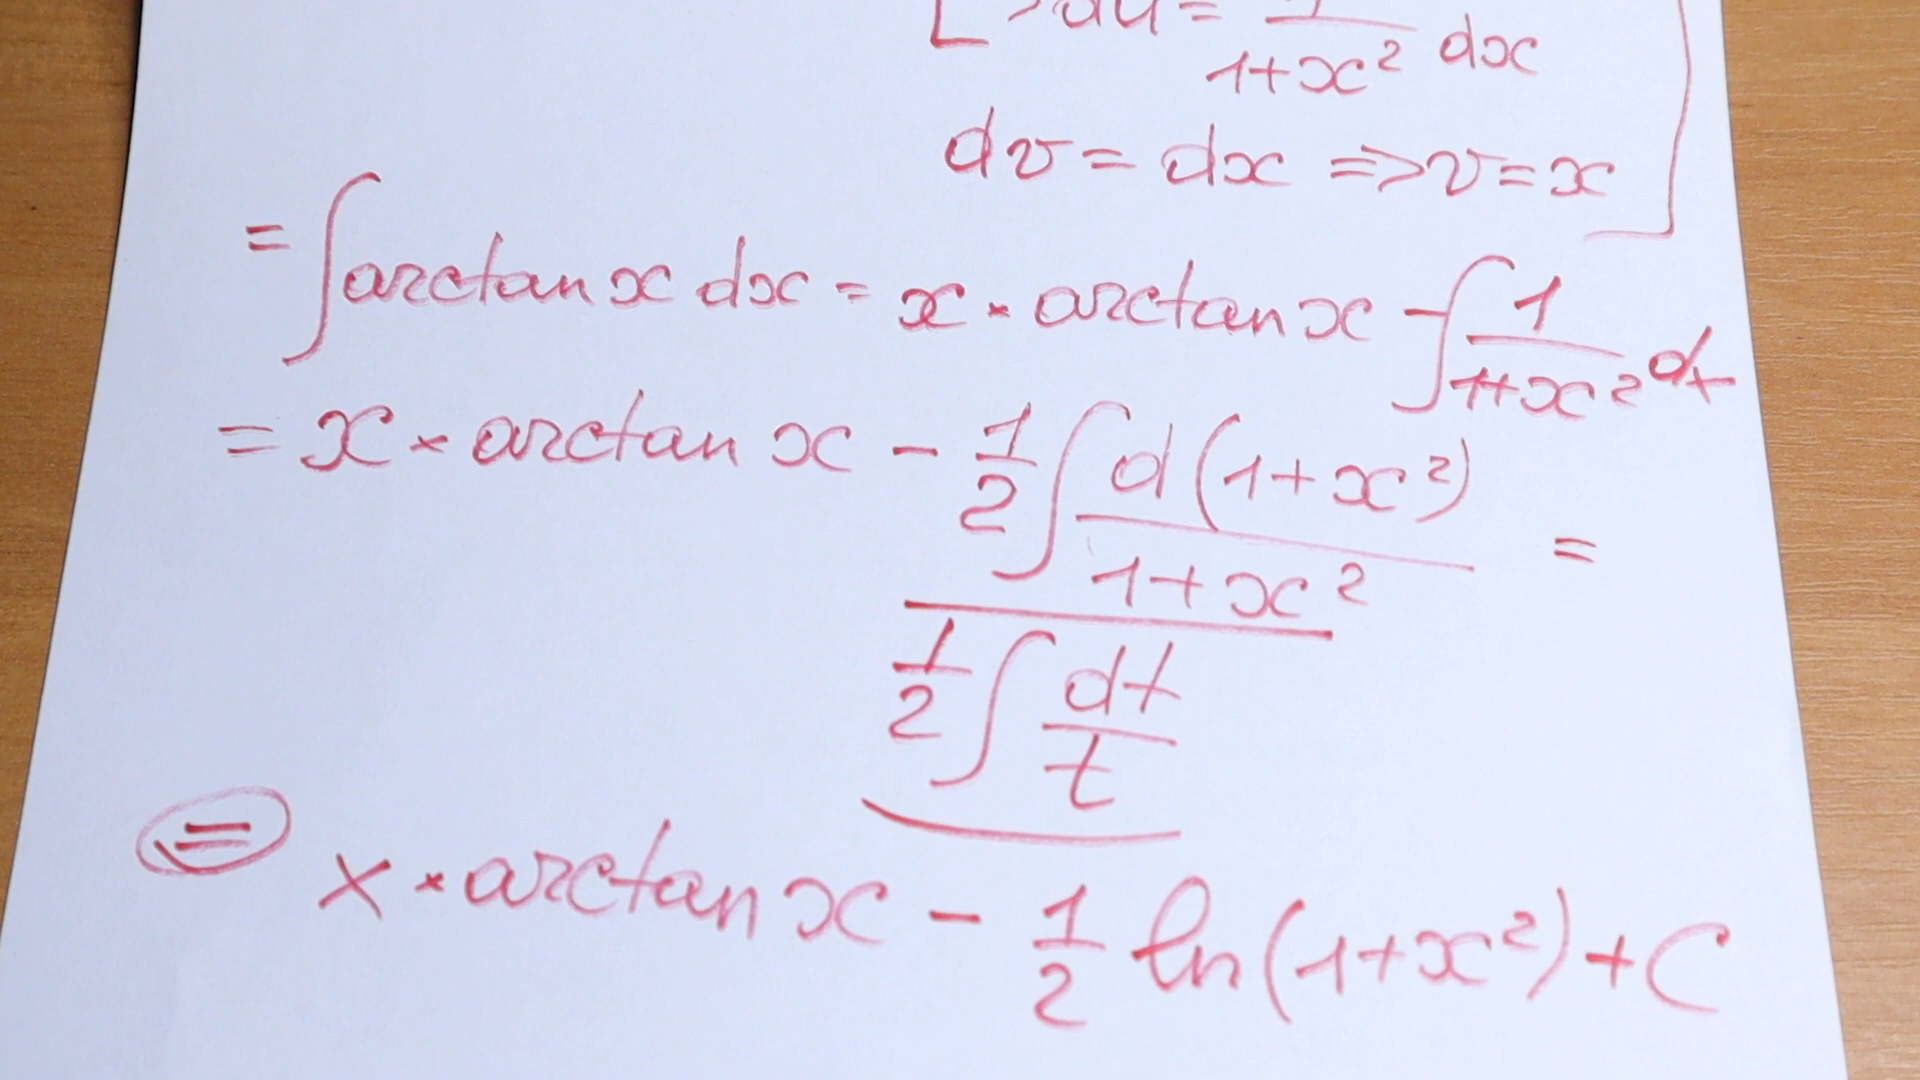 [ => du = 1/(1+x²) dx
dv = dx => v = x ]
= ∫ arctan x dx = x · arctan x - ∫ 1/(1+x²) dx
= x · arctan x - 1/2 ∫ d(1+x²)/(1+x²) =
1/2 ∫ dt/t
= x · arctan x - 1/2 ln(1+x²) + C